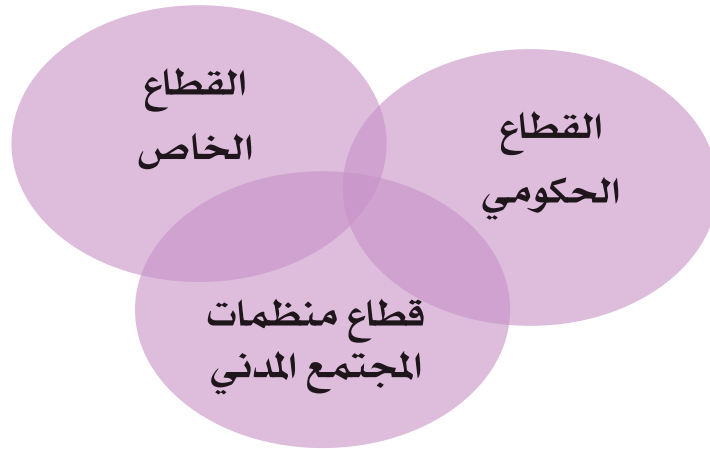 القطاع
الخاص
القطاع
الحكومي
قطاع منظمات
المجتمع المدني